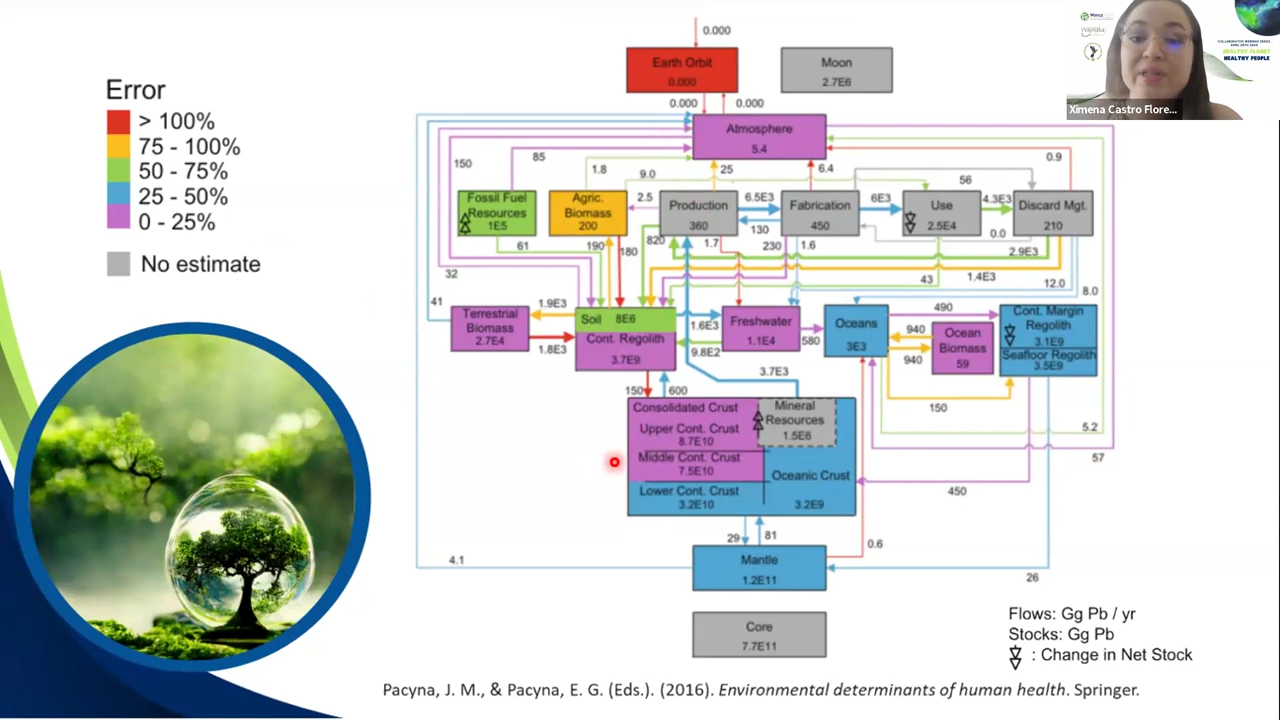 Error
> 100%
75 - 100%
50 - 75%
25 - 50%
0 - 25%
No estimate
0.000
Earth Orbit
0.000
Moon
2.7E6
0.000
0.000
Atmosphere
5.4
150
85
1.8
9.0
25
6.4
56
0.9
Fossil Fuel
Resources
1E5
Agric.
Biomass
200
2.5
Production
360
6.5E3
130
Fabrication
450
6E3
Use
2.5E4
4.3E3
0.0
Discard Mgt.
210
61
190
180
820
1.7
230
1.6
2.9E3
32
43
1.4E3
12.0
8.0
41
Terrestrial
Biomass
2.7E4
1.9E3
1.8E3
Soil 8E6
Cont. Regolith
3.7E9
1.6E3
9.8E2
Freshwater
1.1E4
580
Oceans
3E3
490
940
940
Ocean
Biomass
59
Cont. Margin
Regolith
3.1E9
Seafloor Regolith
3.5E9
150
600
3.7E3
150
5.2
57
Consolidated Crust
Upper Cont. Crust
8.7E10
Middle Cont. Crust
7.5E10
Lower Cont. Crust
3.2E10
Mineral
Resources
1.5E6
Oceanic Crust
3.2E9
450
29
81
0.6
4.1
26
Mantle
1.2E11
Core
7.7E11
Flows: Gg Pb / yr
Stocks: Gg Pb
: Change in Net Stock
Pacyna, J. M., & Pacyna, E. G. (Eds.). (2016). Environmental determinants of human health. Springer.
Ximena Castro Flore...
HEALTHY PLANET
HEALTHY PEOPLE